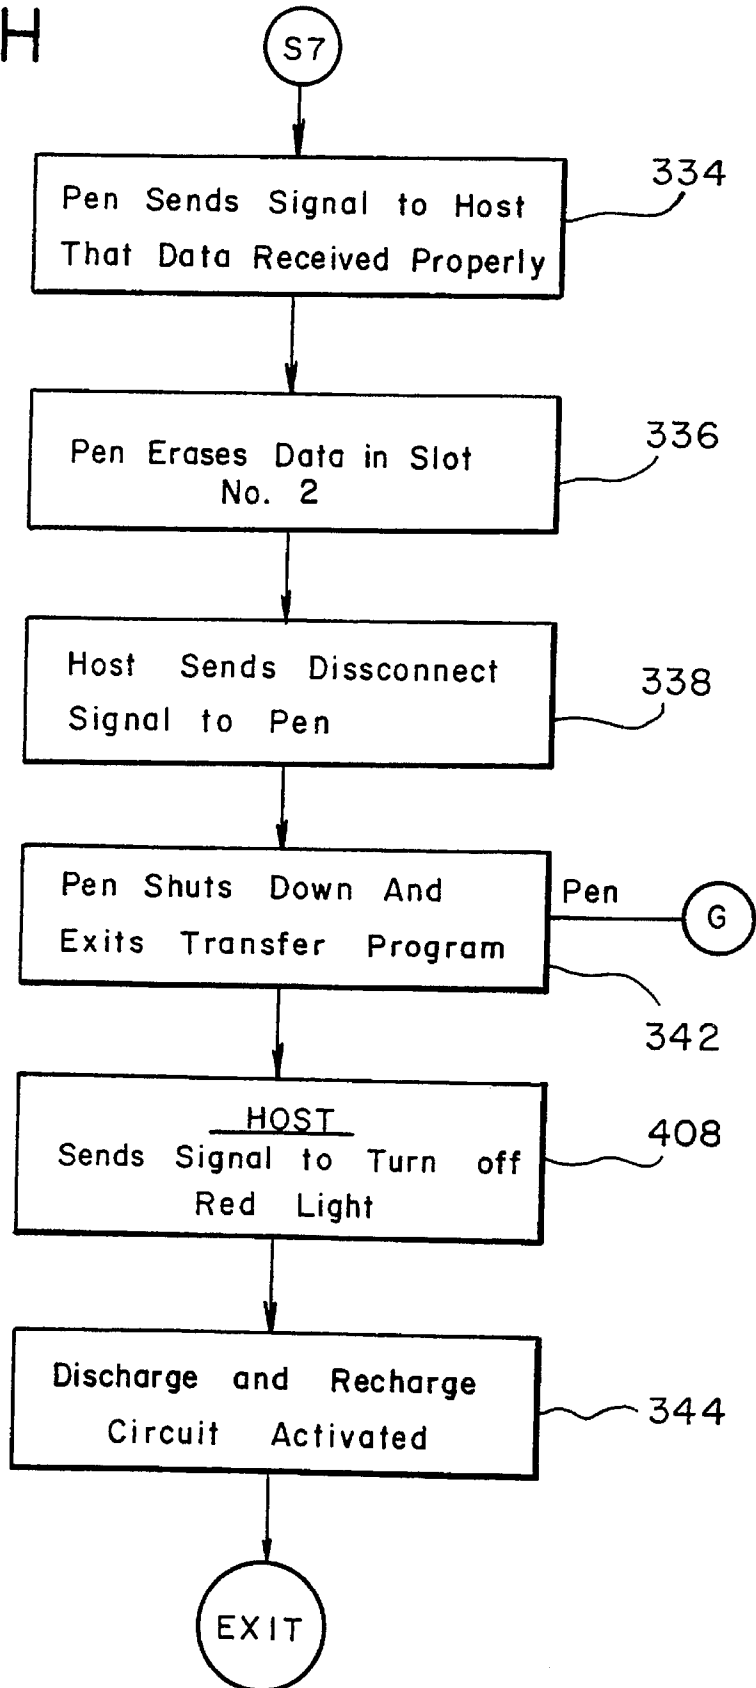 H
S7
334
Pen Sends Signal to Host
That Data Received Properly
336
Pen Erases Data in Slot
No. 2
338
Host Sends Dissconnect
Signal to Pen
Pen Shuts Down And
Exits Transfer Program
Pen
G
342
408
HOST
Sends Signal to Turn off
Red Light
344
Discharge and Recharge
Circuit Activated
EXIT